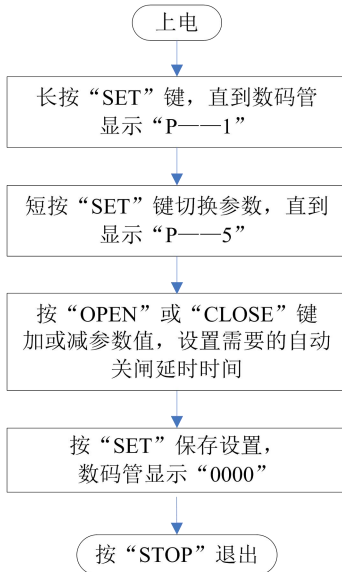 上电
长按“SET”键，直到数码管
显示“P——1”
短按“SET”键切换参数，直到
显示“P——5”
按“OPEN”或“CLOSE”键
加或减参数值，设置需要的自动
关闸延时时间
按“SET”保存设置，
数码管显示“0000”
按“STOP”退出